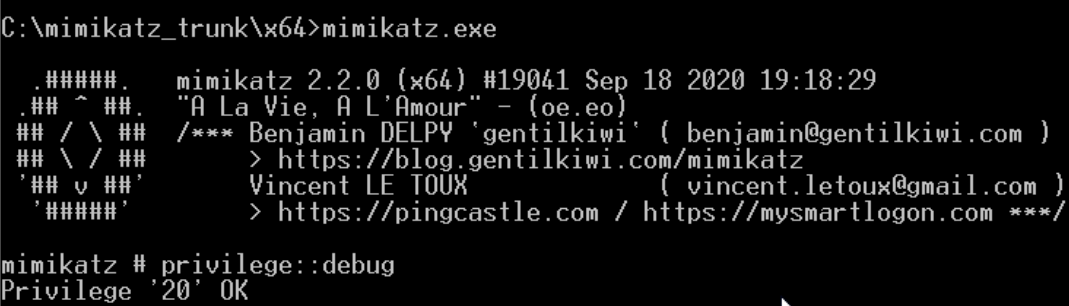 C:\mimikatz_trunk\x64>mimikatz.exe
  .#####.   mimikatz 2.2.0 (x64) #19041 Sep 18 2020 19:18:29
 .## ^ ##.  "A La Vie, A L'Amour" - (oe.eo)
 ## / \ ##  /*** Benjamin DELPY `gentilkiwi` ( benjamin@gentilkiwi.com )
 ## \ / ##       > https://blog.gentilkiwi.com/mimikatz
 '## v ##'       Vincent LE TOUX             ( vincent.letoux@gmail.com )
  '#####'        > https://pingcastle.com / https://mysmartlogon.com ***/
mimikatz # privilege::debug
Privilege '20' OK